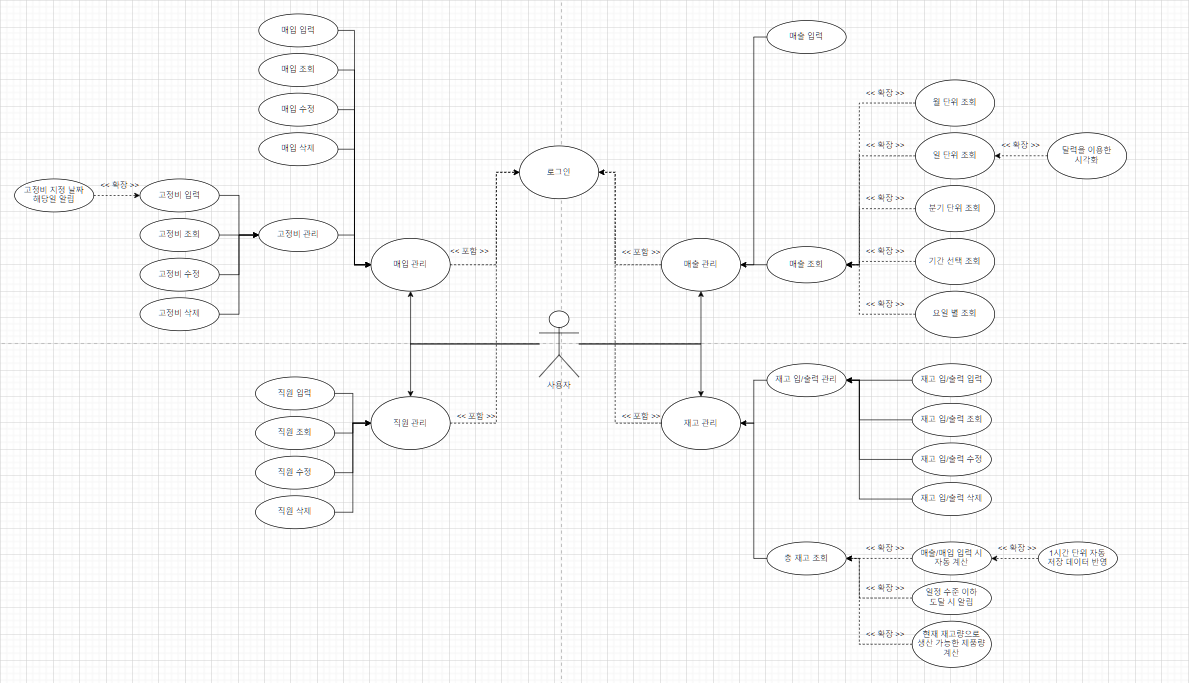 매입 입력
매입 조회
매입 수정
매입 삭제
고정비 지정 날짜
해당일 알림
<< 확장 >>
고정비 입력
고정비 조회
고정비 수정
고정비 삭제
고정비 관리
매입 관리
<< 포함 >>
로그인
직원 입력
직원 조회
직원 수정
직원 삭제
직원 관리
<< 포함 >>
사용자
매출 입력
<< 포함 >>
매출 관리
매출 조회
<< 확장 >>
월 단위 조회
<< 확장 >>
일 단위 조회
<< 확장 >>
달력을 이용한
시각화
<< 확장 >>
분기 단위 조회
<< 확장 >>
기간 선택 조회
<< 확장 >>
요일 별 조회
<< 포함 >>
재고 관리
재고 입/출력 관리
재고 입/출력 입력
재고 입/출력 조회
재고 입/출력 수정
재고 입/출력 삭제
총 재고 조회
<< 확장 >>
매출/매입 입력 시
자동 계산
<< 확장 >>
1시간 단위 자동
저장 데이터 반영
<< 확장 >>
일정 수준 이하
도달 시 알림
<< 확장 >>
현재 재고량으로
생산 가능한 제품량
계산